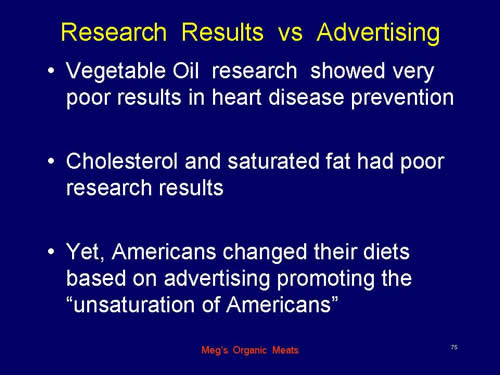 Research Results vs Advertising
• Vegetable Oil research showed very
poor results in heart disease prevention
• Cholesterol and saturated fat had poor
research results
• Yet, Americans changed their diets
based on advertising promoting the
“unsaturation of Americans”
Meg's Organic Meats
75